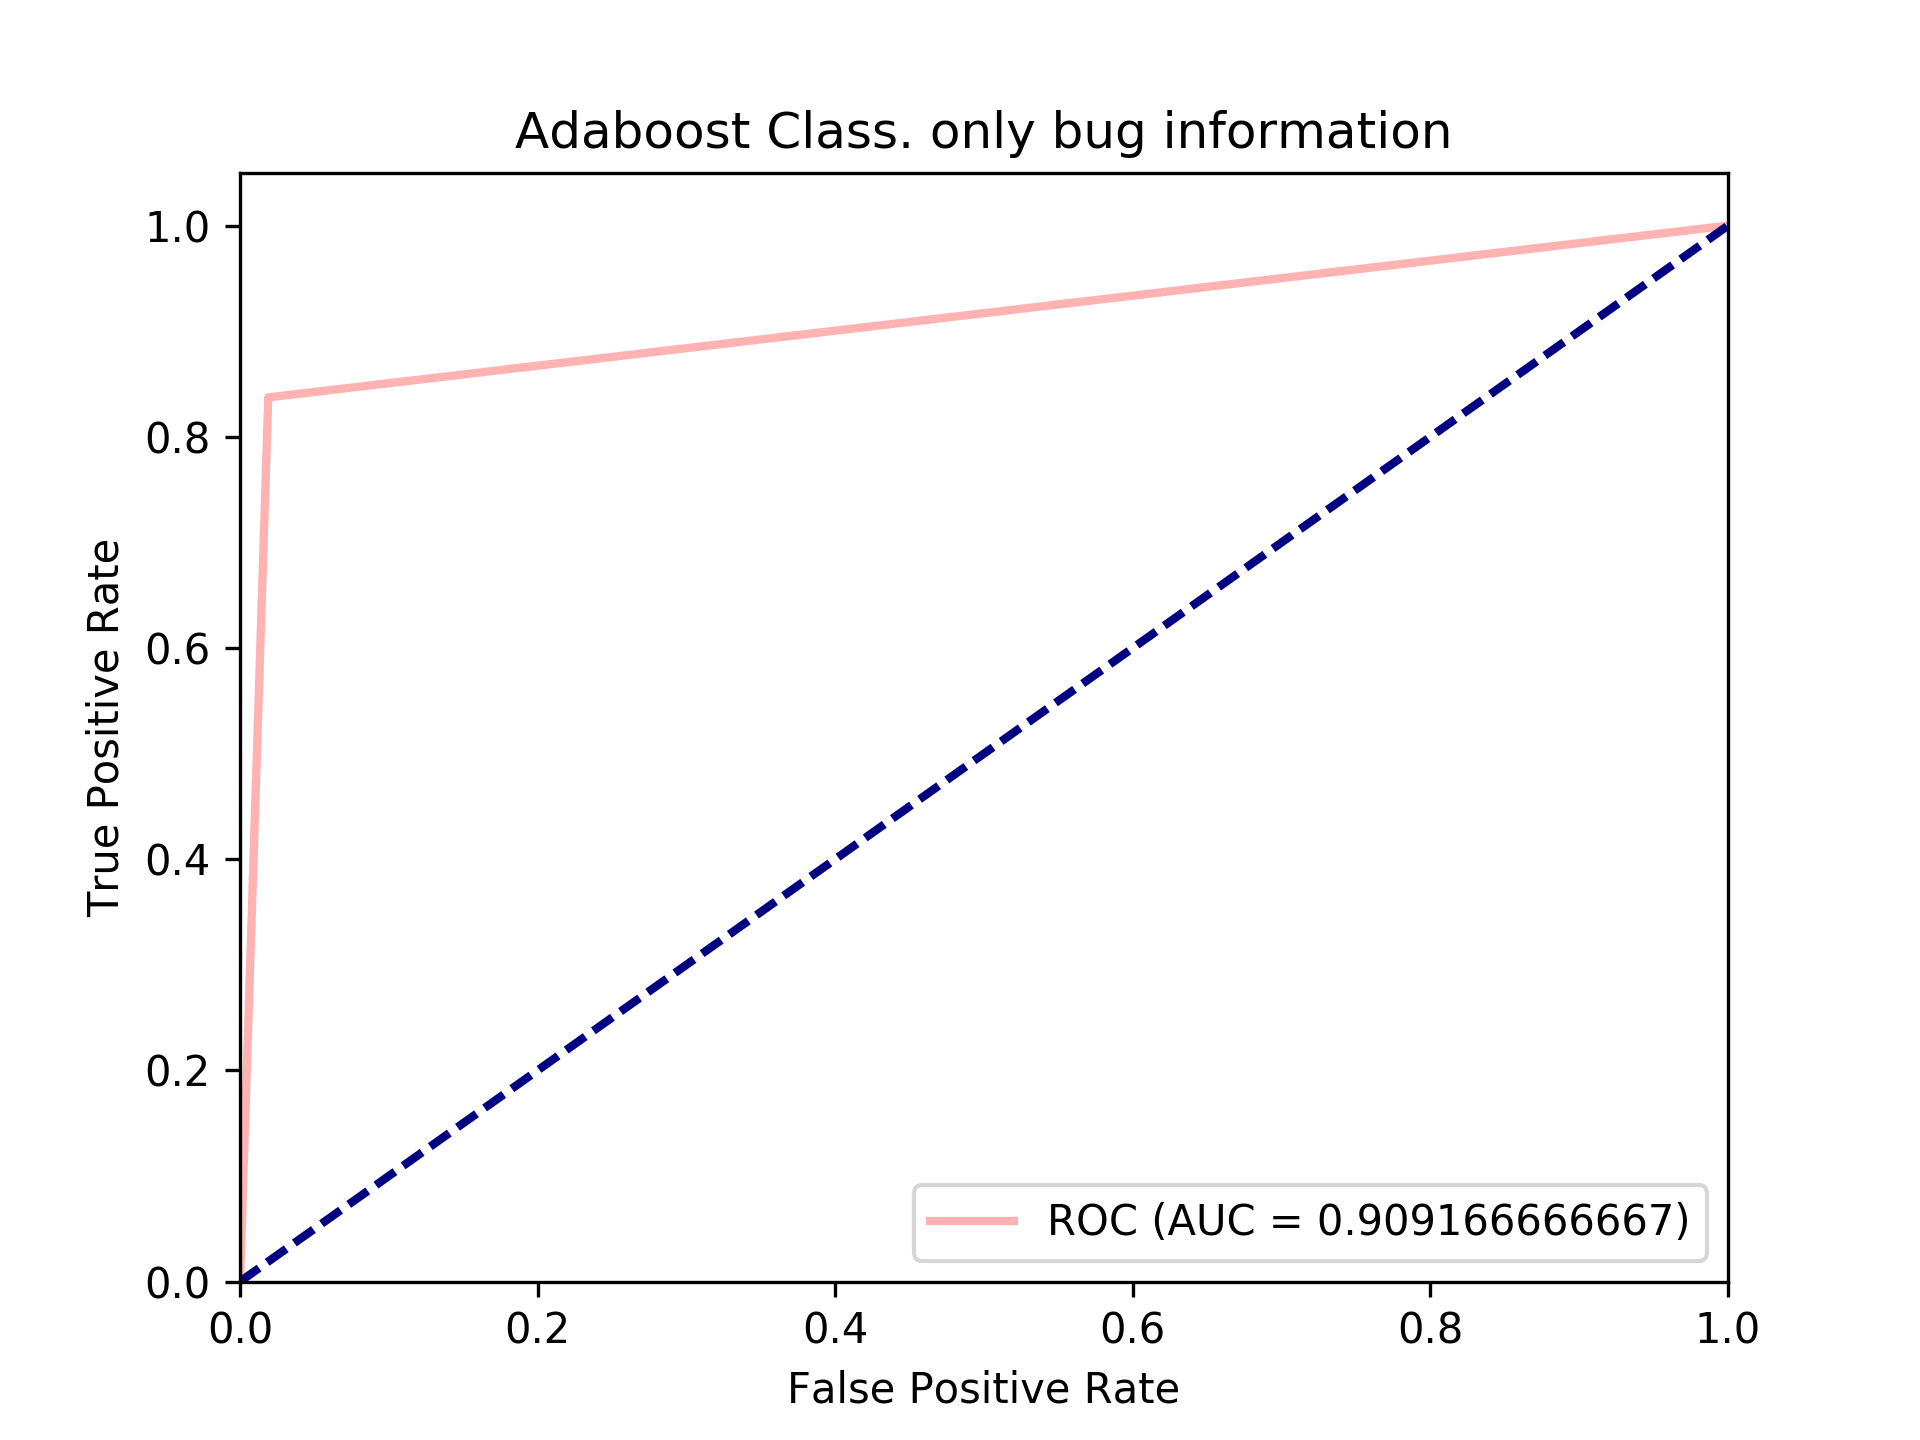 Adaboost Class. only bug information
True Positive Rate
1.0
0.8
0.6
0.4
0.2
0.0
ROC (AUC = 0.909166666667)
0.0 0.2 0.4 0.6 0.8 1.0
False Positive Rate